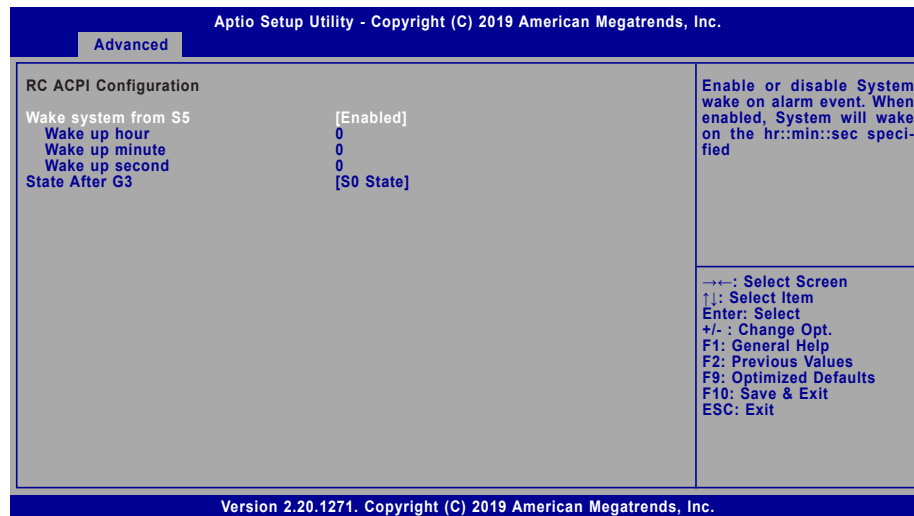 Aptio Setup Utility - Copyright (C) 2019 American Megatrends, Inc.
Advanced
RC ACPI Configuration
Wake system from S5 [Enabled]
Wake up hour 0
Wake up minute 0
Wake up second 0
State After G3 [S0 State]
Enable or disable System
wake on alarm event. When
enabled, System will wake
on the hr::min::sec speci-
fied
→←: Select Screen
↑↓: Select Item
Enter: Select
+/- : Change Opt.
F1: General Help
F2: Previous Values
F9: Optimized Defaults
F10: Save & Exit
ESC: Exit
Version 2.20.1271. Copyright (C) 2019 American Megatrends, Inc.